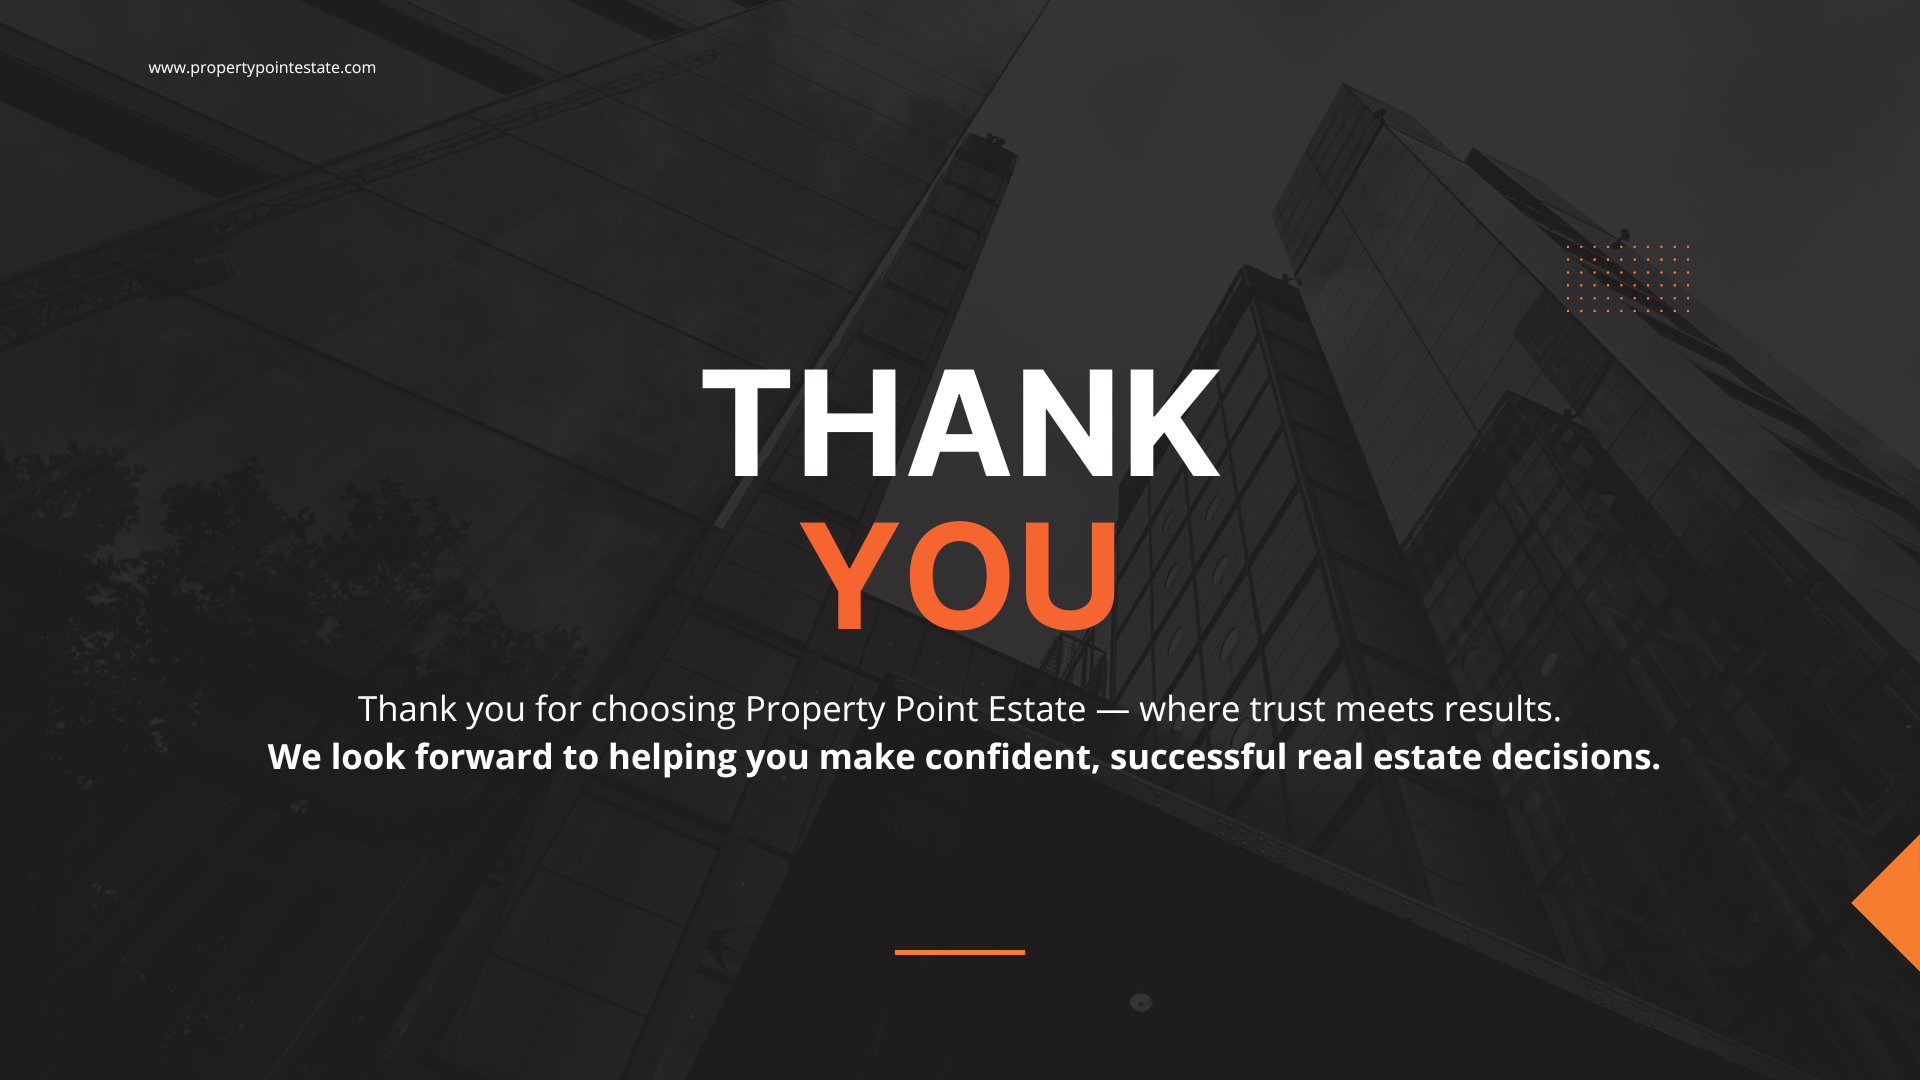 www.propertypointestate.com
THANK
YOU
Thank you for choosing Property Point Estate — where trust meets results.
We look forward to helping you make confident, successful real estate decisions.